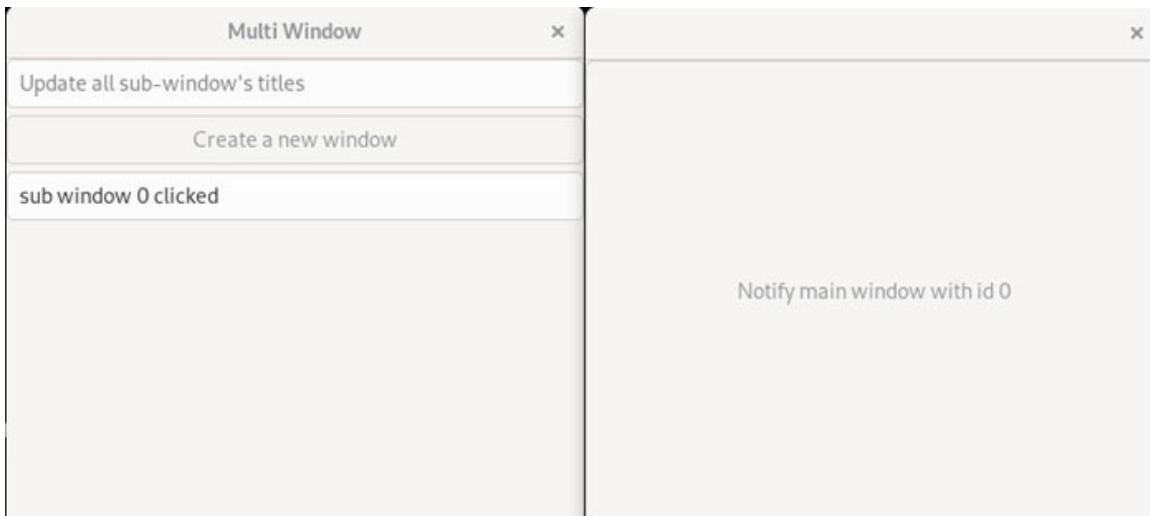 Multi Window
Update all sub-window's titles
Create a new window
sub window 0 clicked
Notify main window with id 0